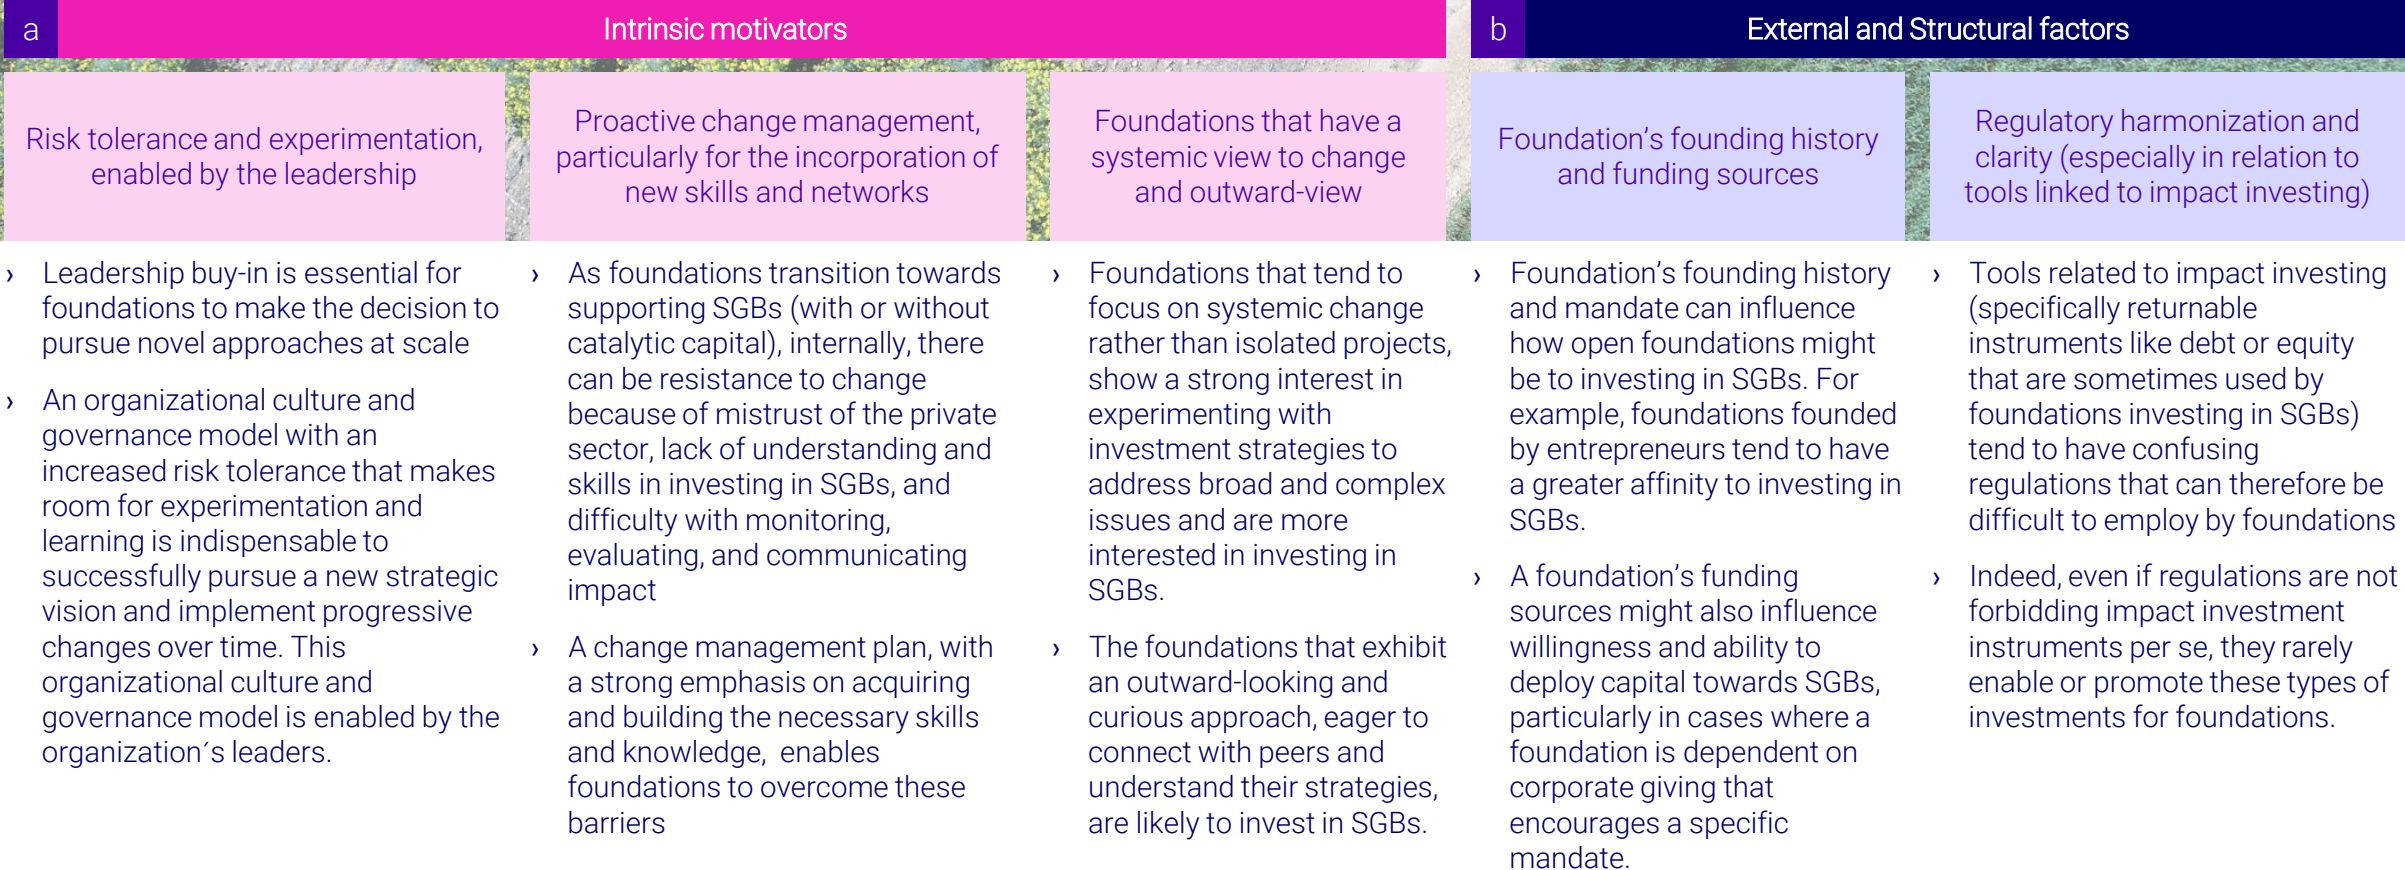 a
Intrinsic motivators
b
External and Structural factors
Risk tolerance and experimentation,
enabled by the leadership
Proactive change management,
particularly for the incorporation of
new skills and networks
Foundations that have a
systemic view to change
and outward-view
Foundation’s founding history
and funding sources
Regulatory harmonization and
clarity (especially in relation to
tools linked to impact investing)
› Leadership buy-in is essential for
foundations to make the decision to
pursue novel approaches at scale
› An organizational culture and
governance model with an
increased risk tolerance that makes
room for experimentation and
learning is indispensable to
successfully pursue a new strategic
vision and implement progressive
changes over time. This
organizational culture and
governance model is enabled by the
organization´s leaders.
› As foundations transition towards
supporting SGBs (with or without
catalytic capital), internally, there
can be resistance to change
because of mistrust of the private
sector, lack of understanding and
skills in investing in SGBs, and
difficulty with monitoring,
evaluating, and communicating
impact
› A change management plan, with
a strong emphasis on acquiring
and building the necessary skills
and knowledge,  enables
foundations to overcome these
barriers
› Foundations that tend to
focus on systemic change
rather than isolated projects,
show a strong interest in
experimenting with
investment strategies to
address broad and complex
issues and are more
interested in investing in
SGBs.
› The foundations that exhibit
an outward-looking and
curious approach, eager to
connect with peers and
understand their strategies,
are likely to invest in SGBs.
› Foundation’s founding history
and mandate can influence
how open foundations might
be to investing in SGBs. For
example, foundations founded
by entrepreneurs tend to have
a greater affinity to investing in
SGBs.
› A foundation’s funding
sources might also influence
willingness and ability to
deploy capital towards SGBs,
particularly in cases where a
foundation is dependent on
corporate giving that
encourages a specific
mandate.
› Tools related to impact investing
(specifically returnable
instruments like debt or equity
that are sometimes used by
foundations investing in SGBs)
tend to have confusing
regulations that can therefore be
difficult to employ by foundations
› Indeed, even if regulations are not
forbidding impact investment
instruments per se, they rarely
enable or promote these types of
investments for foundations.